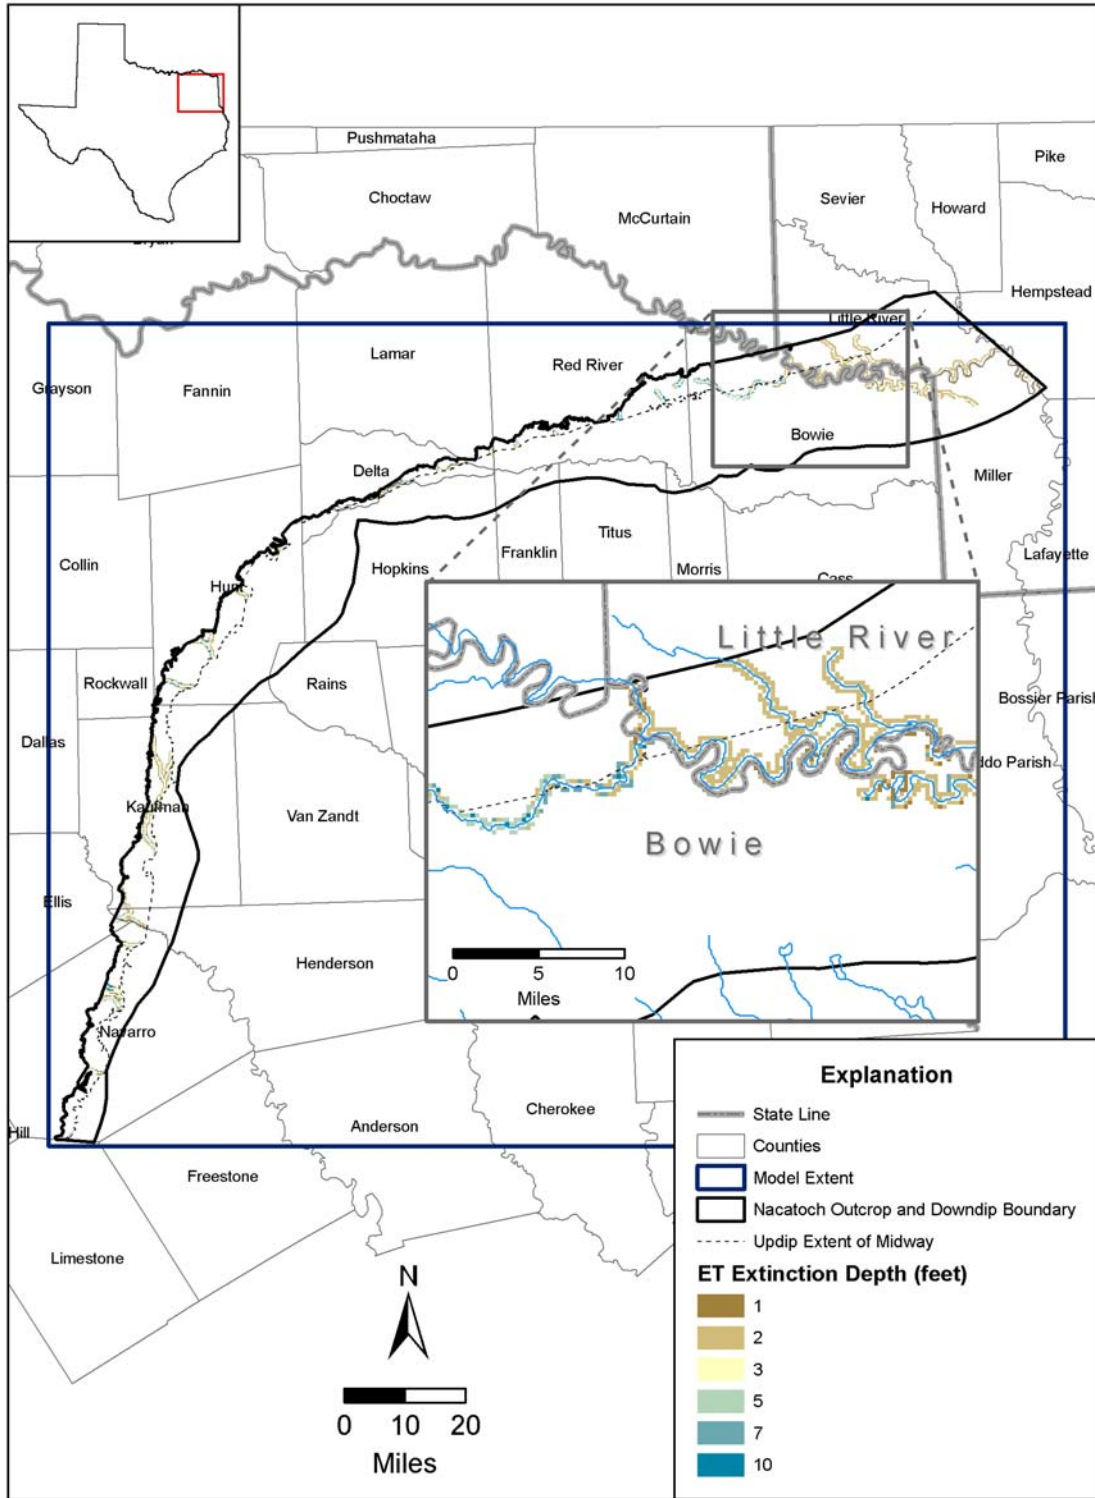 Pushmataha
Pike
Choctaw
Sevier
McCurtain
Howard
Bryan
Hempstead
Little River
Lamar
Red River
Grayson
Fannin
Bowie
Delta
Miller
Titus
Franklin
Lafayette
Collin
Hopkins
Morris
Cass
Hunt
Little River
Rockwall
Rains
Bossier Parish
Dallas
ddo Parish
Kaufman
Van Zandt
Bowie
Ellis
Henderson
0 5 10
Miles
Navarro
Explanation
Cherokee
State Line
Hill
Anderson
Counties
Freestone
Model Extent
Nacatoch Outcrop and Downdip Boundary
Updip Extent of Midway
Limestone
ET Extinction Depth (feet)
N
1
2
3
5
7
10
0 10 20
Miles